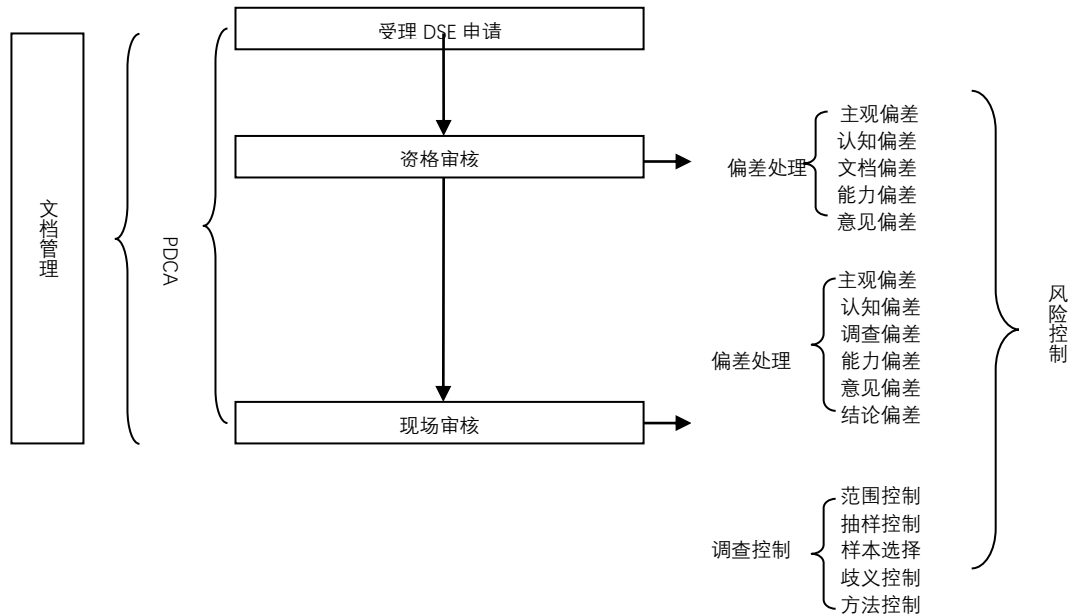 受理 DSE 申请
资格审核
现场审核
文档管理
PDCA
偏差处理
主观偏差
认知偏差
文档偏差
能力偏差
意见偏差
偏差处理
主观偏差
认知偏差
调查偏差
能力偏差
意见偏差
结论偏差
调查控制
范围控制
抽样控制
样本选择
歧义控制
方法控制
风险控制